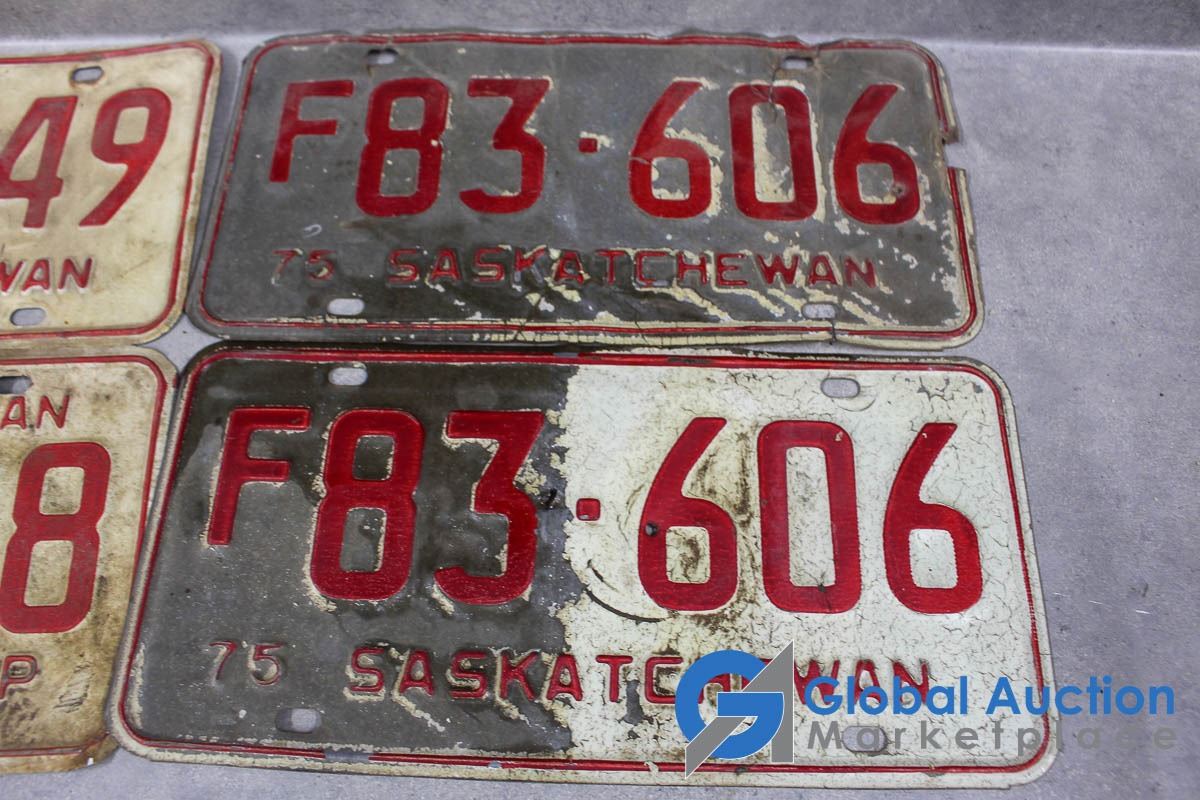 49
WAN
F83·606
75 SASKATCHEWAN
AN
8
P
F83·606
75 SASKATCHEWAN
Global Auction
Marketplace